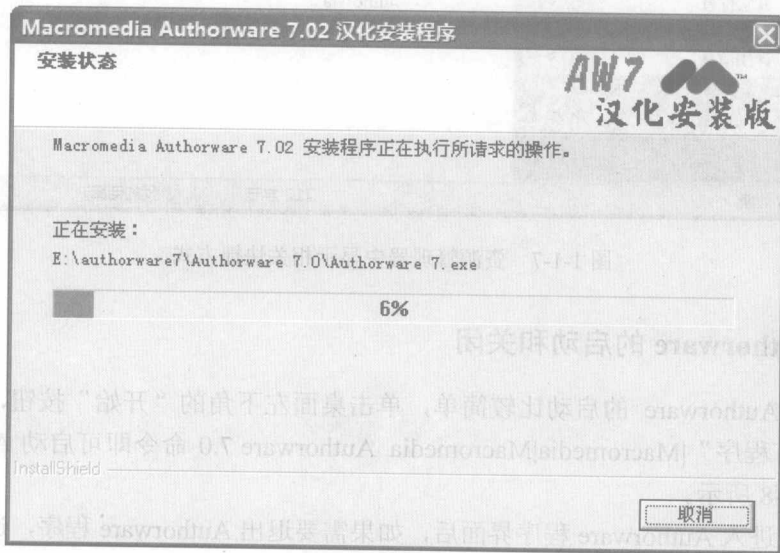 Macromedia Authorware 7.02 汉化安装程序
安装状态
AW7
TM
汉化安装版
Macromedia Authorware 7.02 安装程序正在执行所请求的操作。
正在安装：
E:\authorware7\Authorware 7.0\Authorware 7.exe
6%
InstallShield
取消